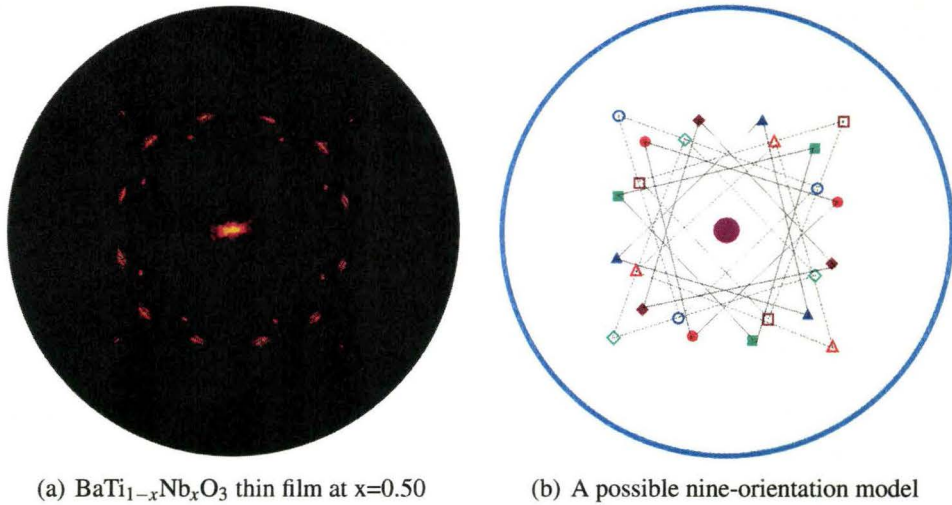 (a) BaTi₁₋ₓNbₓO₃ thin film at x=0.50
(b) A possible nine-orientation model